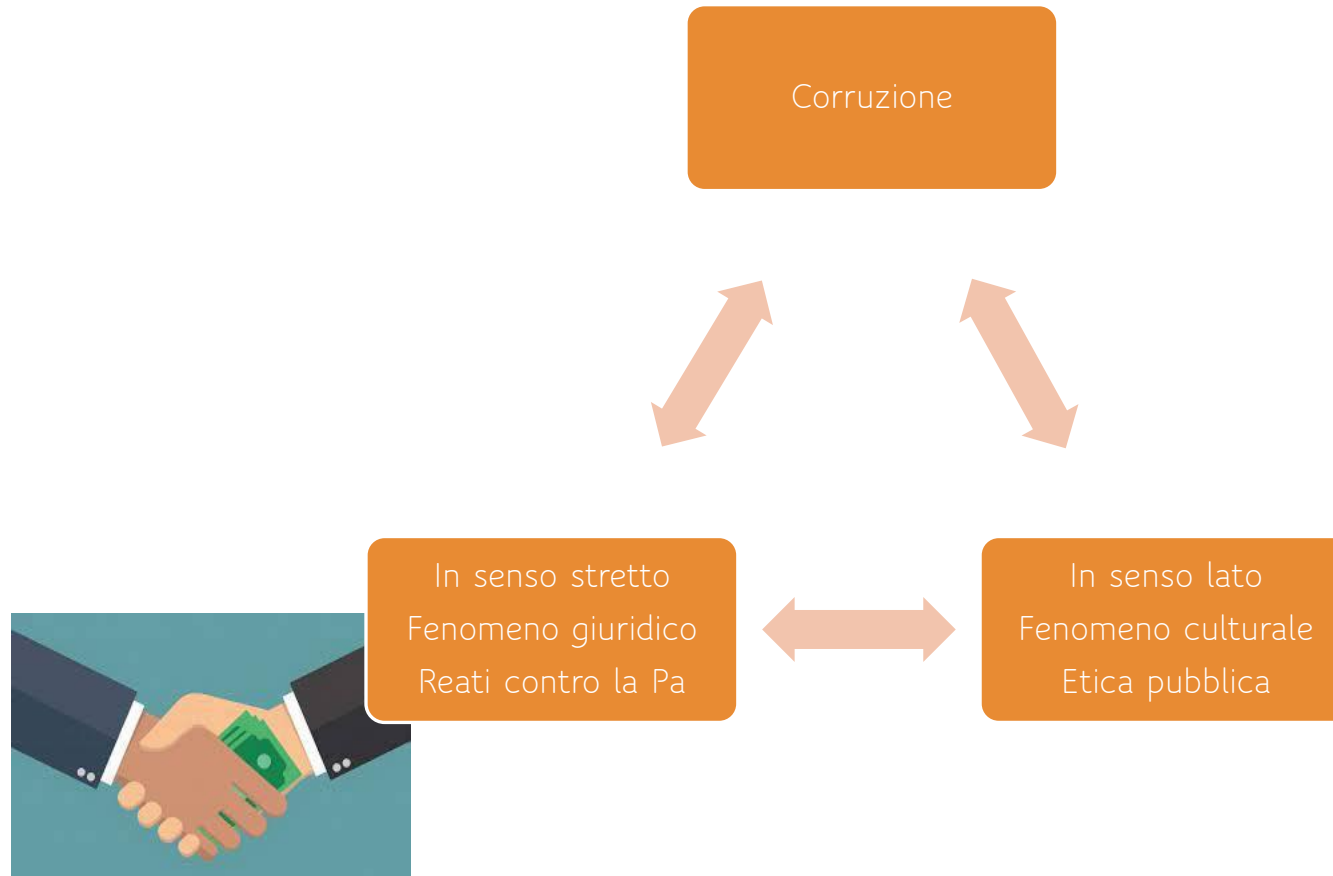 Corruzione
In senso stretto
Fenomeno giuridico
Reati contro la Pa
In senso lato
Fenomeno culturale
Etica pubblica